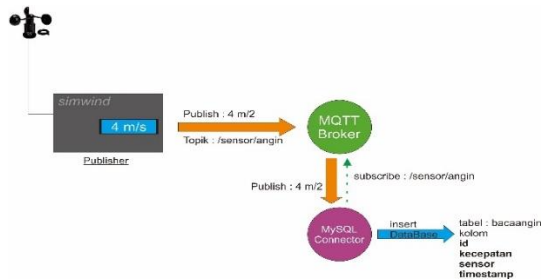 simwind
4 m/s
Publisher
Publish : 4 m/2
Topik : /sensor/angin
MQTT
Broker
Publish : 4 m/2
subscribe : /sensor/angin
MySQL
Connector
insert
DataBase
tabel : bacaangin
kolom
id
kecepatan
sensor
timestamp